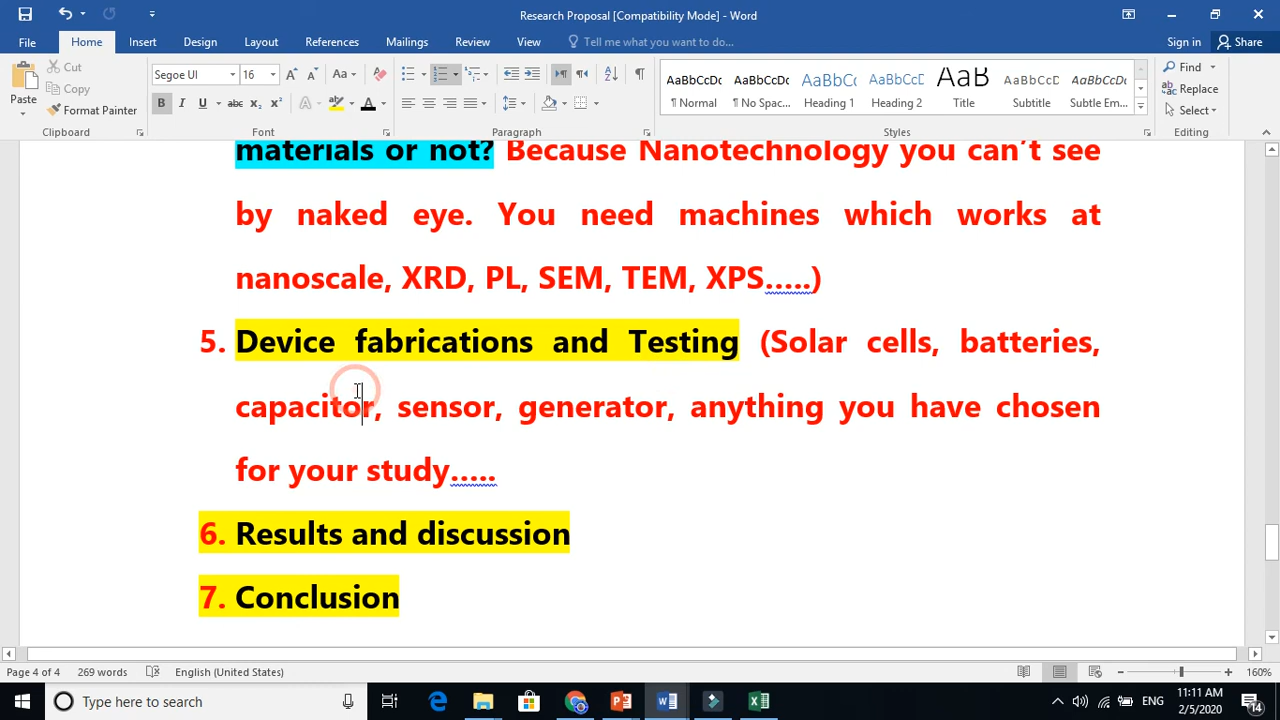 Research Proposal [Compatibility Mode] - Word
File Home Insert Design Layout References Mailings Review View Tell me what you want to do... Sign in Share
Paste Cut Copy Format Painter
Clipboard
Segoe UI 16
Font
Paragraph
AaBbCcDc AaBbCcDc AaBbC AaBbCcE AaB AaBbCcD AaBbCcD
¶ Normal ¶ No Spac... Heading 1 Heading 2 Title Subtitle Subtle Em...
Styles
Find
Replace
Select
Editing
materials or not? Because Nanotechnology you can’t see
by naked eye. You need machines which works at
nanoscale, XRD, PL, SEM, TEM, XPS…..)
5. Device fabrications and Testing (Solar cells, batteries,
capacitor, sensor, generator, anything you have chosen
for your study…..
6. Results and discussion
7. Conclusion
Page 4 of 4 269 words English (United States) 160%
Type here to search
ENG
11:11 AM
2/5/2020
14